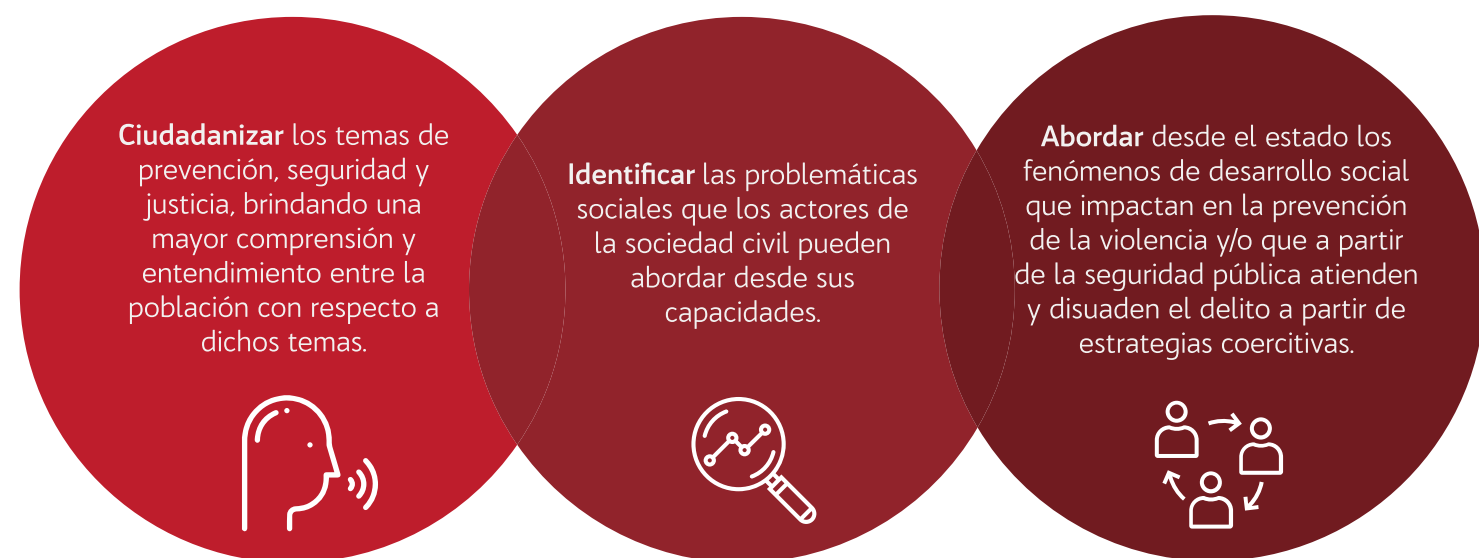 Ciudadanizar los temas de
prevención, seguridad y
justicia, brindando una
mayor comprensión y
entendimiento entre la
población con respecto a
dichos temas.
Identificar las problemáticas
sociales que los actores de
la sociedad civil pueden
abordar desde sus
capacidades.
Abordar desde el estado los
fenómenos de desarrollo social
que impactan en la prevención
de la violencia y/o que a partir
de la seguridad pública atienden
y disuaden el delito a partir de
estrategias coercitivas.